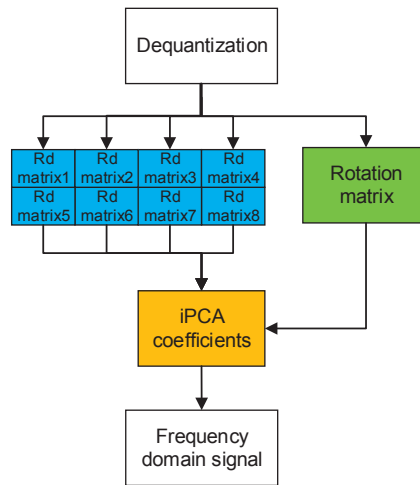 Dequantization
Rd Rd Rd Rd
matrix1 matrix2 matrix3 matrix4
Rd Rd Rd Rd
matrix5 matrix6 matrix7 matrix8
Rotation
matrix
iPCA
coefficients
Frequency
domain signal